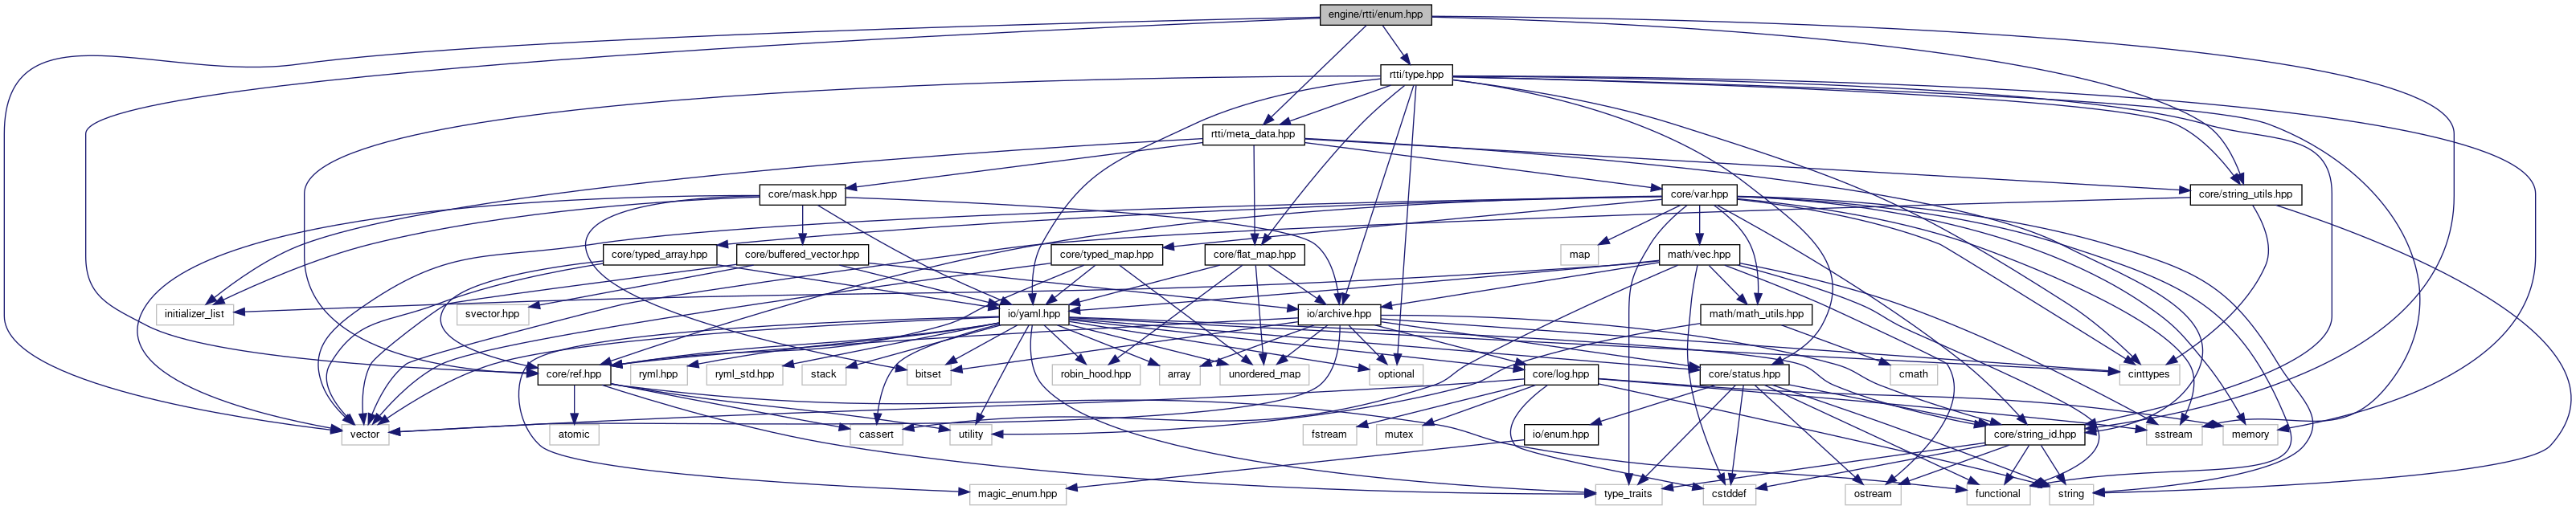 engine/rtti/enum.hpp
rtti/type.hpp
rtti/meta_data.hpp
core/mask.hpp
core/var.hpp
core/string_utils.hpp
core/typed_array.hpp
core/buffered_vector.hpp
core/typed_map.hpp
core/flat_map.hpp
map
math/vec.hpp
initializer_list
svector.hpp
io/yaml.hpp
io/archive.hpp
math/math_utils.hpp
core/ref.hpp
ryml.hpp
ryml_std.hpp
stack
bitset
robin_hood.hpp
array
unordered_map
optional
core/log.hpp
core/status.hpp
cmath
cinttypes
vector
atomic
cassert
utility
fstream
mutex
io/enum.hpp
core/string_id.hpp
sstream
memory
magic_enum.hpp
type_traits
cstddef
ostream
functional
string